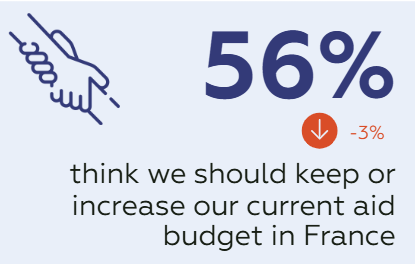 56%
-3%
think we should keep or
increase our current aid
budget in France